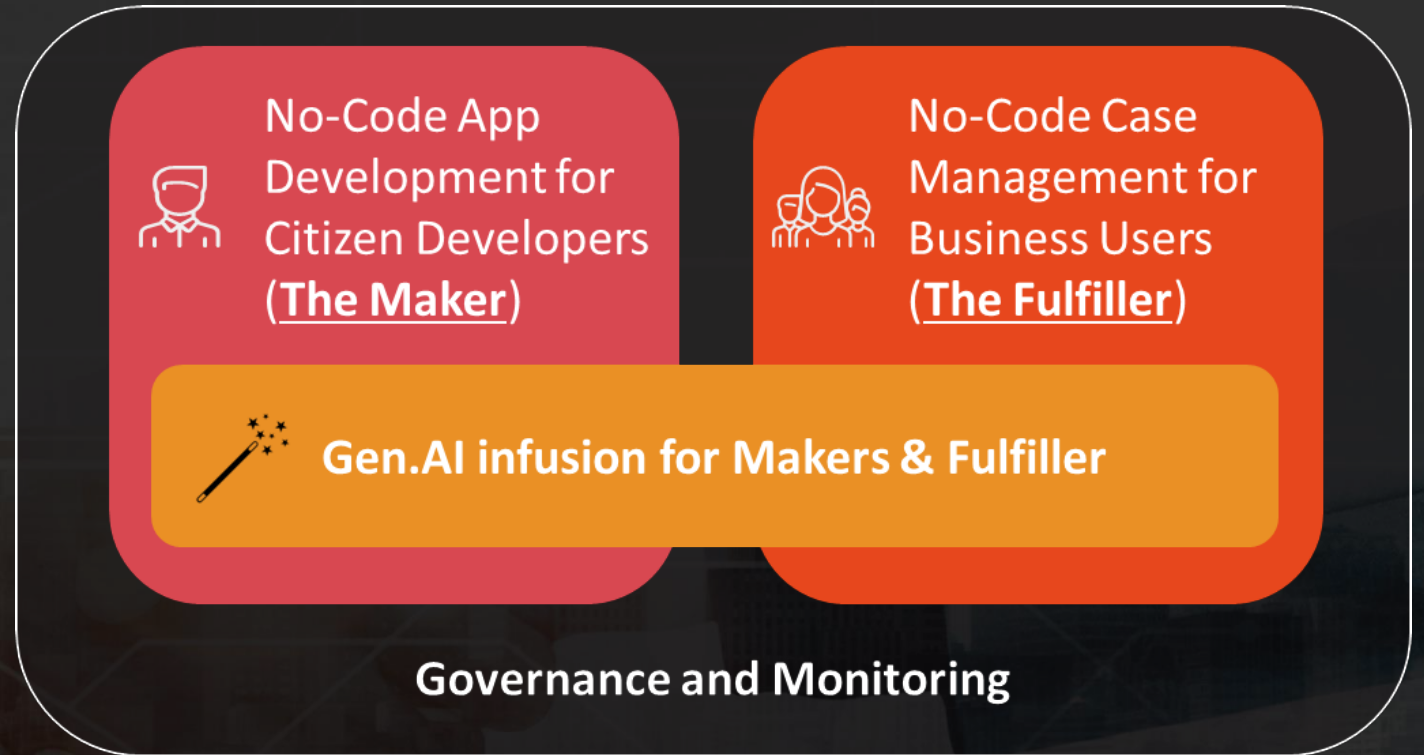 No-Code App
Development for
Citizen Developers
(The Maker)
No-Code Case
Management for
Business Users
(The Fulfiller)
Gen.AI infusion for Makers & Fulfiller
Governance and Monitoring